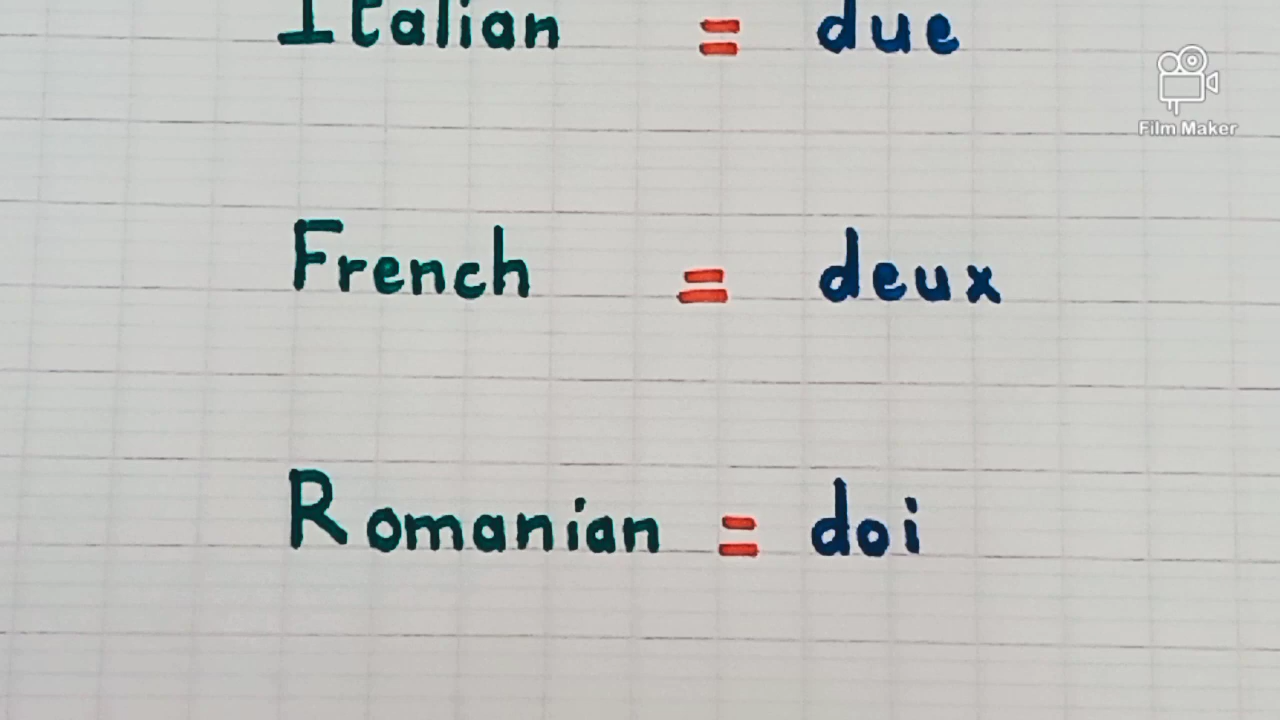 Italian = due
Film Maker
French = deux
Romanian = doi